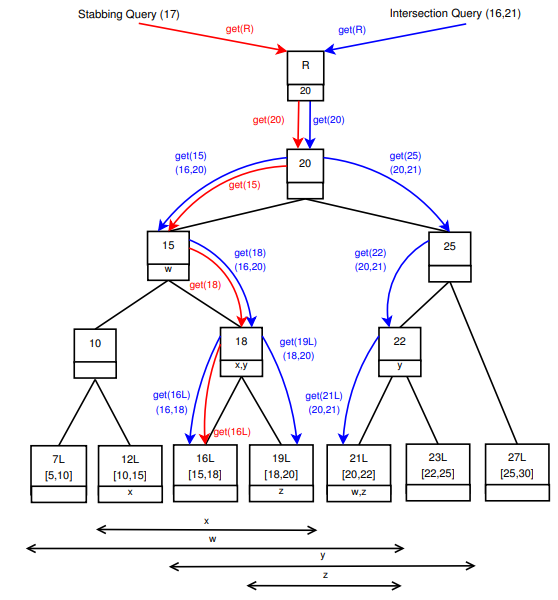 Stabbing Query (17)
Intersection Query (16,21)
get(R)
get(R)
R
20
get(20)
get(20)
20
get(15)
(16,20)
get(15)
get(25)
(20,21)
15
w
25
get(18)
(16,20)
get(18)
get(22)
(20,21)
10
18
x,y
22
y
get(19L)
(18,20)
get(16L)
(16,18)
get(16L)
get(21L)
(20,21)
7L
[5,10]
12L
[10,15]
x
16L
[15,18]
19L
[18,20]
z
21L
[20,22]
w,z
23L
[22,25]
27L
[25,30]
x
w
y
z